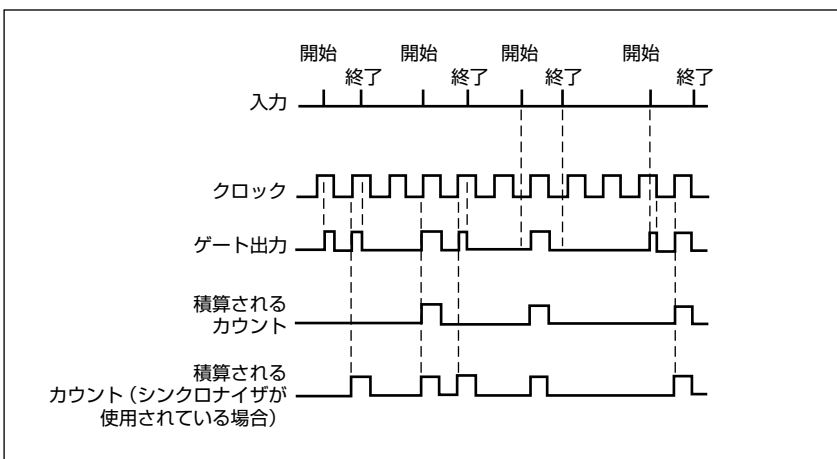 開始 開始 開始 開始
終了 終了 終了 終了
入力
クロック
ゲート出力
積算される
カウント
積算される
カウント（シンクロナイザが
使用されている場合）